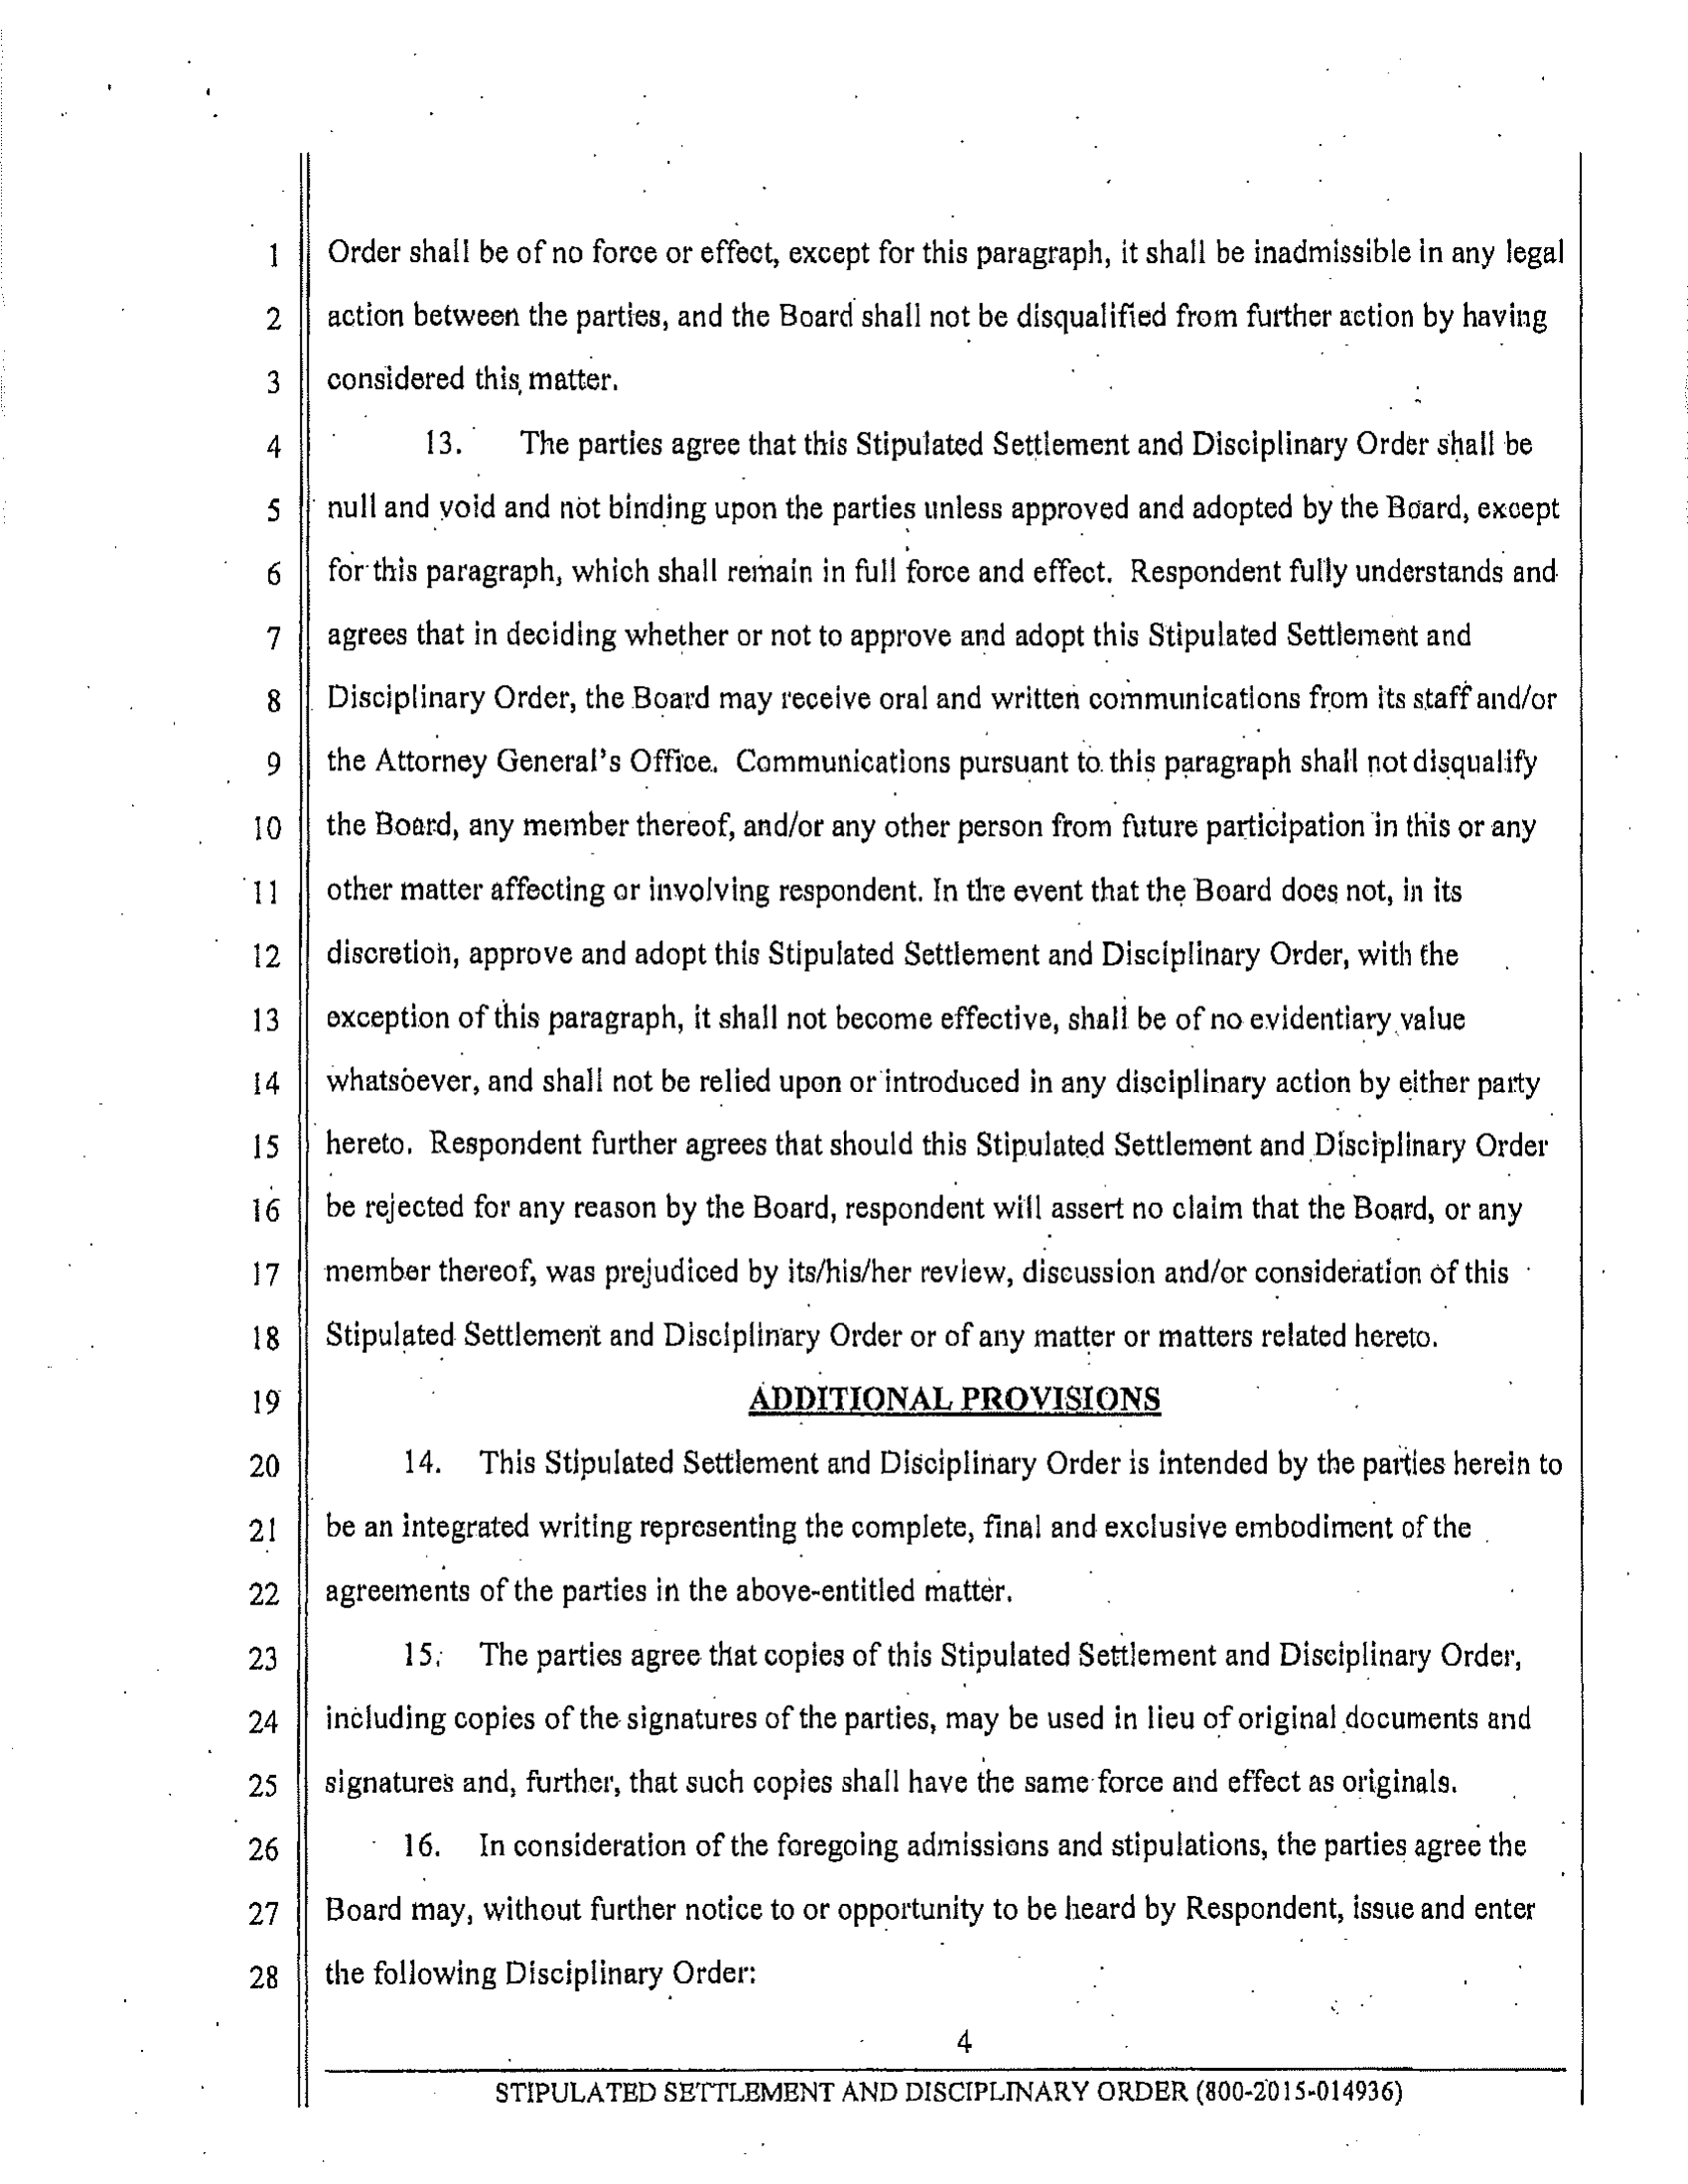 1 Order shall be of no force or effect, except for this paragraph, it shall be inadmissible in any legal
2 action between the parties, and the Board shall not be disqualified from further action by having
3 considered this matter.
4 13. The parties agree that this Stipulated Settlement and Disciplinary Order shall be
5 null and void and not binding upon the parties unless approved and adopted by the Board, except
6 for this paragraph, which shall remain in full force and effect. Respondent fully understands and
7 agrees that in deciding whether or not to approve and adopt this Stipulated Settlement and
8 Disciplinary Order, the Board may receive oral and written communications from its staff and/or
9 the Attorney General's Office. Communications pursuant to this paragraph shall not disqualify
10 the Board, any member thereof, and/or any other person from future participation in this or any
11 other matter affecting or involving respondent. In the event that the Board does not, in its
12 discretion, approve and adopt this Stipulated Settlement and Disciplinary Order, with the
13 exception of this paragraph, it shall not become effective, shall be of no evidentiary value
14 whatsoever, and shall not be relied upon or introduced in any disciplinary action by either party
15 hereto. Respondent further agrees that should this Stipulated Settlement and Disciplinary Order
16 be rejected for any reason by the Board, respondent will assert no claim that the Board, or any
17 member thereof, was prejudiced by its/his/her review, discussion and/or consideration of this
18 Stipulated Settlement and Disciplinary Order or of any matter or matters related hereto.
19 ADDITIONAL PROVISIONS
20 14. This Stipulated Settlement and Disciplinary Order is intended by the parties herein to
21 be an integrated writing representing the complete, final and exclusive embodiment of the
22 agreements of the parties in the above-entitled matter.
23 15. The parties agree that copies of this Stipulated Settlement and Disciplinary Order,
24 including copies of the signatures of the parties, may be used in lieu of original documents and
25 signatures and, further, that such copies shall have the same force and effect as originals.
26 16. In consideration of the foregoing admissions and stipulations, the parties agree the
27 Board may, without further notice to or opportunity to be heard by Respondent, issue and enter
28 the following Disciplinary Order:
4
STIPULATED SETTLEMENT AND DISCIPLINARY ORDER (800-2015-014936)